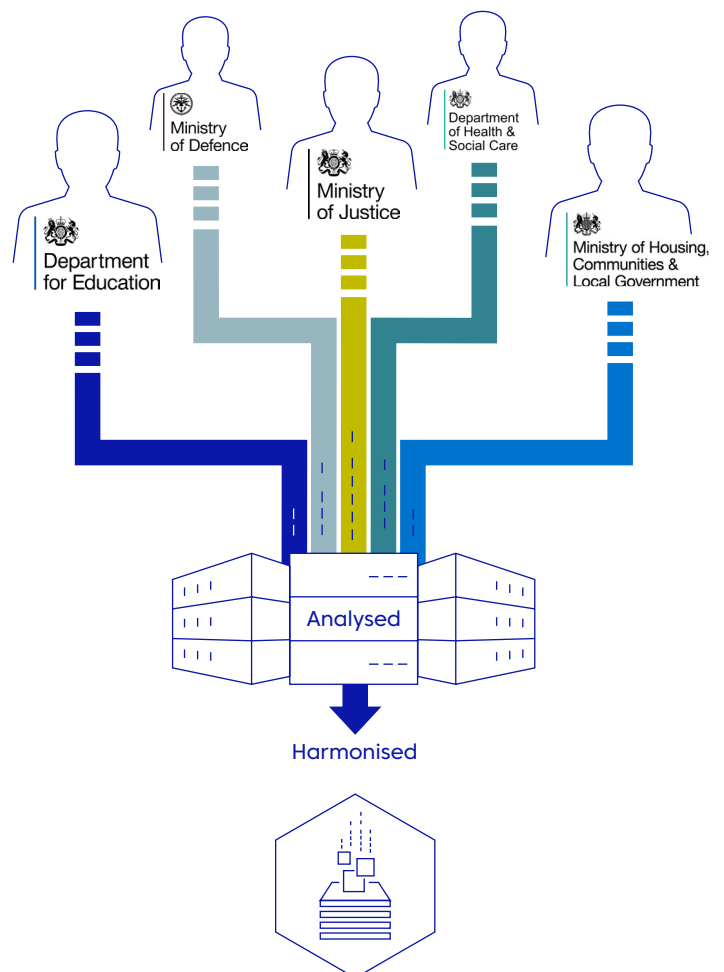 Ministry
of Defence
Department
of Health &
Social Care
Ministry
of Justice
Department
for Education
Ministry of Housing,
Communities &
Local Government
Analysed
Harmonised